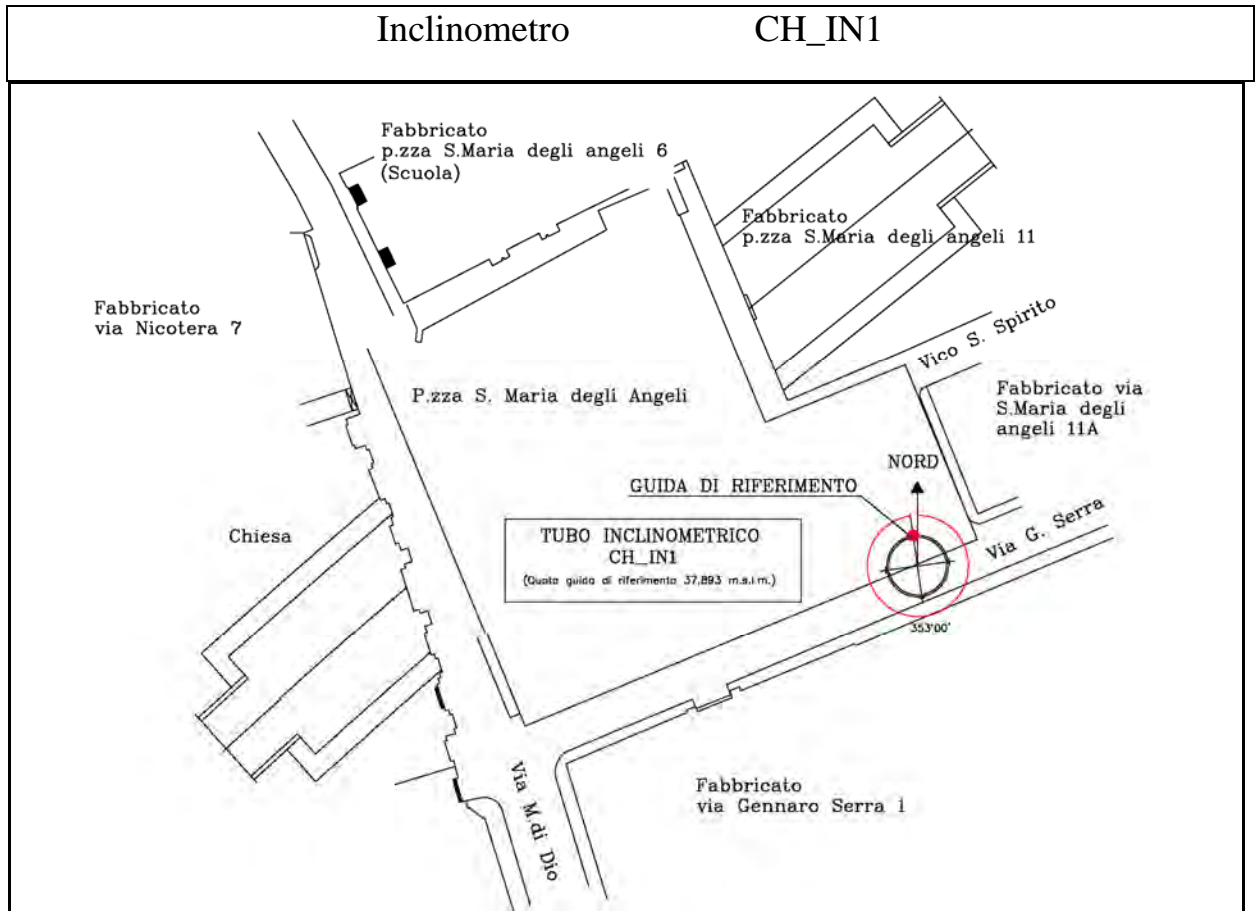 Inclinometro CH_IN1
Fabbricato
p.zza S.Maria degli angeli 6
(Scuola)
Fabbricato
p.zza S.Maria degli angeli 11
Fabbricato
via Nicotera 7
Vico S. Spirito
P.zza S. Maria degli Angeli
Fabbricato via
S.Maria degli
angeli 11A
NORD
GUIDA DI RIFERIMENTO
Chiesa
TUBO INCLINOMETRICO
CH_IN1
(Quota guida di riferimento 37,893 m.s.l.m.)
Via G. Serra
353°00'
Via M.di Dio
Fabbricato
via Gennaro Serra 1